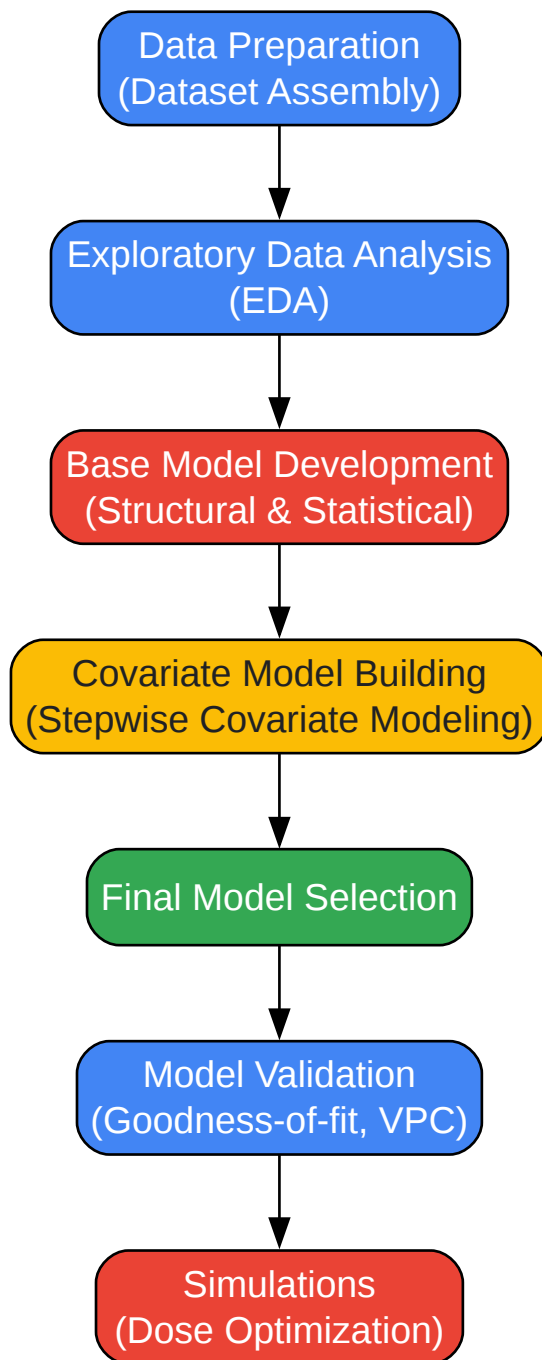 Data Preparation
(Dataset Assembly)
Exploratory Data Analysis
(EDA)
Base Model Development
(Structural & Statistical)
Covariate Model Building
(Stepwise Covariate Modeling)
Final Model Selection
Model Validation
(Goodness-of-fit, VPC)
Simulations
(Dose Optimization)